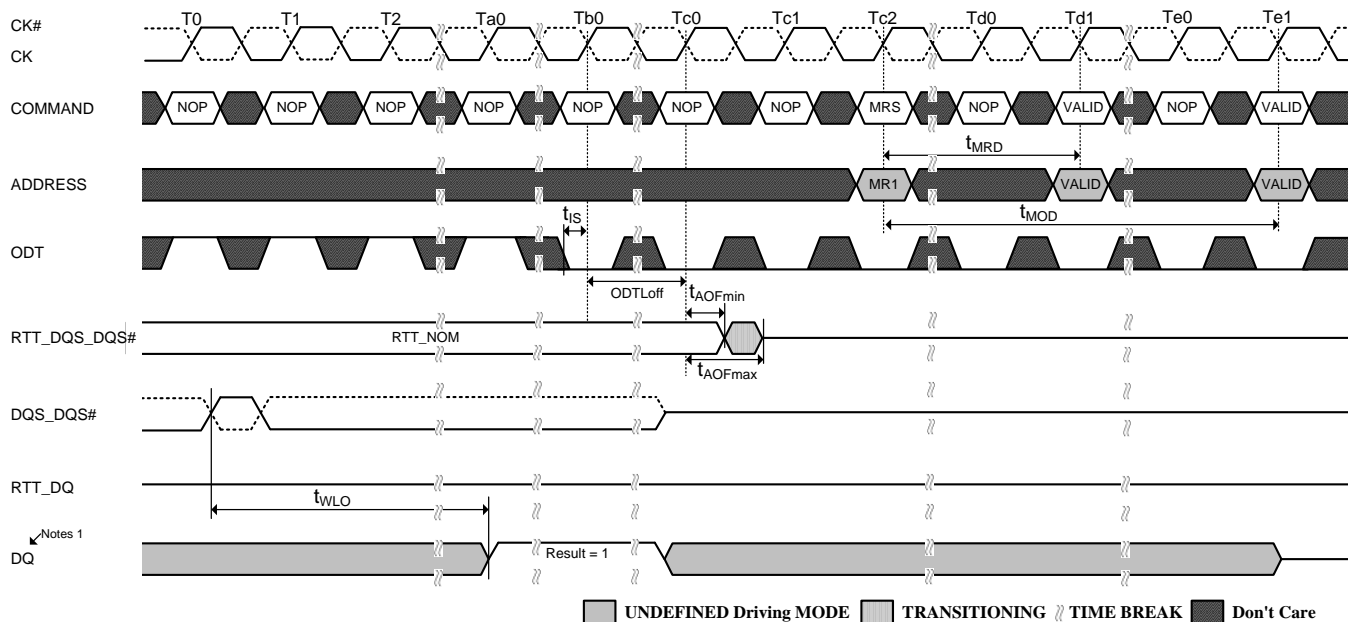 T0 T1 T2 Ta0 Tb0 Tc0 Tc1 Tc2 Td0 Td1 Te0 Te1
CK#
CK
COMMAND NOP NOP NOP NOP NOP NOP NOP MRS NOP VALID NOP VALID
tMRD
ADDRESS MR1 VALID VALID
tIS tMOD
ODT
ODTLoff tAOFmin
RTT_DQS_DQS# RTT_NOM
tAOFmax
DQS_DQS#
RTT_DQ
tWLO
Notes 1
DQ Result = 1
UNDEFINED Driving MODE TRANSITIONING TIME BREAK Don't Care